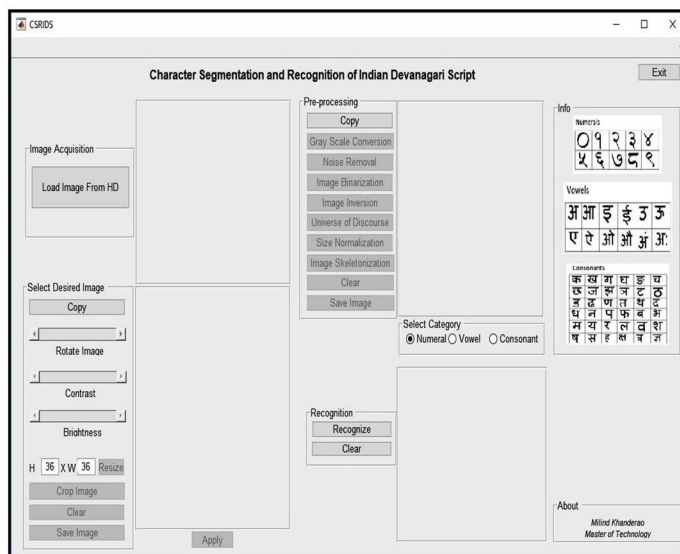 CSRIDS
Character Segmentation and Recognition of Indian Devanagari Script
Exit
Image Acquisition
Load Image From HD
Select Desired Image
Copy
Rotate Image
Contrast
Brightness
H 36 X W 36 Resize
Crop Image
Clear
Save Image
Apply
Pre-processing
Copy
Gray Scale Conversion
Noise Removal
Image Binarization
Image Inversion
Universe of Discourse
Size Normalization
Image Skeletonization
Clear
Save Image
Select Category
Numeral Vowel Consonant
Recognition
Recognize
Clear
Info
Numerals
० १ २ ३ ४
५ ६ ७ ८ ९
Vowels
अ आ इ ई उ ऊ
ए ऐ ओ औ अं अ:
Consonants
क ख ग घ ङ च
छ ज झ ञ ट ठ
ड ढ ण त थ द
ध न प फ ब भ
म य र ल व श
ष स ह क्ष त्र ज्ञ
About
Milind Khanderao
Master of Technology